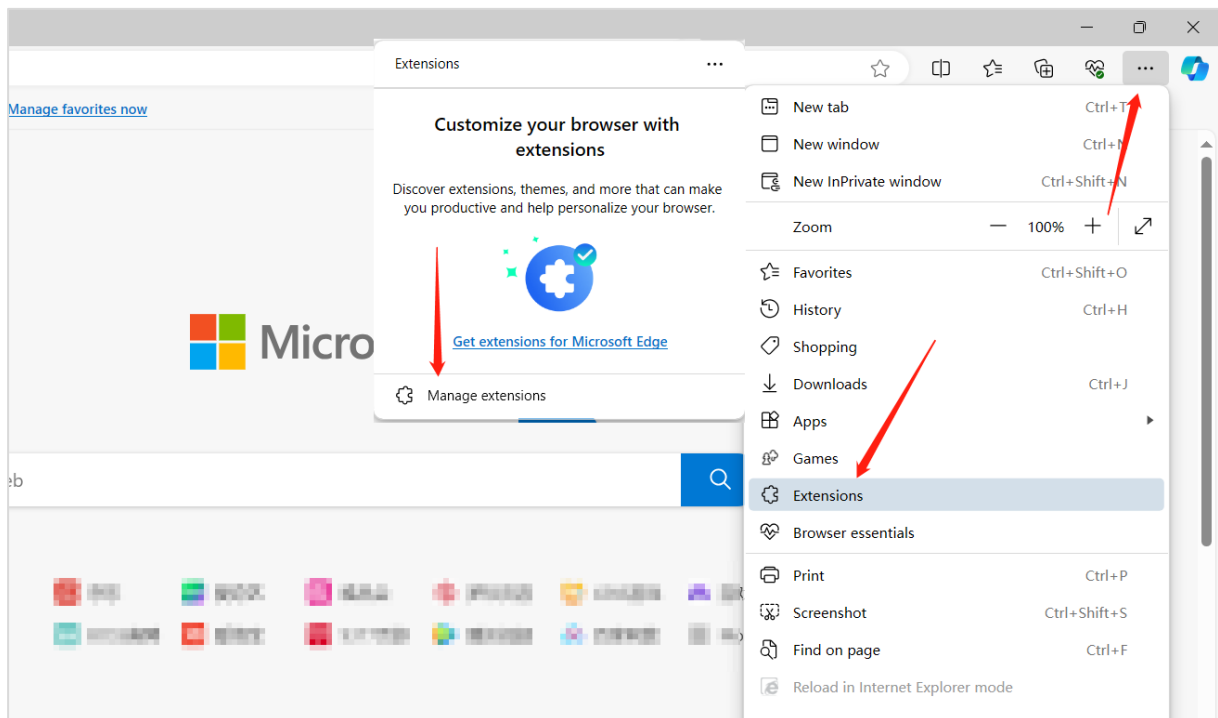 Manage favorites now
Extensions
Customize your browser with
extensions
Discover extensions, themes, and more that can make
you productive and help personalize your browser.
Get extensions for Microsoft Edge
Manage extensions
Micro
eb
New tab Ctrl+T
New window Ctrl+N
New InPrivate window Ctrl+Shift+N
Zoom 100%
Favorites Ctrl+Shift+O
History Ctrl+H
Shopping
Downloads Ctrl+J
Apps
Games
Extensions
Browser essentials
Print Ctrl+P
Screenshot Ctrl+Shift+S
Find on page Ctrl+F
Reload in Internet Explorer mode